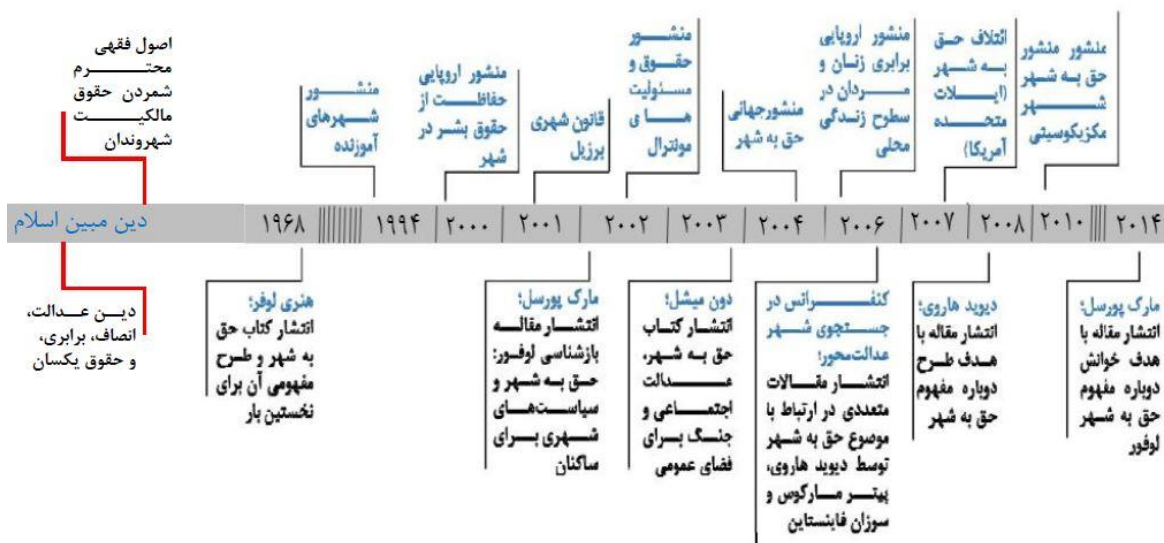 اصول فقهی
محترم
شمردن حقوق
مالکیت
شهروندان
منشور
شهرهای
آموزنده
منشور اروپایی
حفاظت از
حقوق بشر در
شهر
قانون شهری
برزیل
منشور
حقوق و
مسئولیت
ها ی
مونترال
منشورجهانی
حق به شهر
منشور اروپایی
برابری زنان و
مردان در
سطوح زندگی
محلی
ائتلاف حق
به شهر
(ایلات
متحده
آمریکا)
منشور منشور
حق به شهر
شهر
مکزیکوسیتی
دین مبین اسلام
۱۹۶۸
۱۹۹۴
۲۰۰۰
۲۰۰۱
۲۰۰۲
۲۰۰۳
۲۰۰۴
۲۰۰۶
۲۰۰۷
۲۰۰۸
۲۰۱۰
۲۰۱۴
دین عدالت،
انصاف، برابری،
و حقوق یکسان
هنری لوفر؛
انتشار کتاب حق
به شهر و طرح
مفهومی آن برای
نخستین بار
مارک پورسل؛
انتشار مقاله
بازشناسی لوفور:
حق به شهر و
سیاست‌های
شهری برای
ساکنان
دون میشل؛
انتشار کتاب
حق به شهر،
عدالت
اجتماعی و
جنگ برای
فضای عمومی
کنفرانس در
جستجوی شهر
عدالت‌محور؛
انتشار مقالات
متعددی در ارتباط با
موضوع حق به شهر
توسط دیوید هاروی،
پیتر مارکوس و
سوزان فاینستاین
دیوید هاروی؛
انتشار مقاله با
هدف طرح
دوباره مفهوم
حق به شهر
مارک پورسل؛
انتشار مقاله با
هدف خوانش
دوباره مفهوم
حق به شهر
لوفور